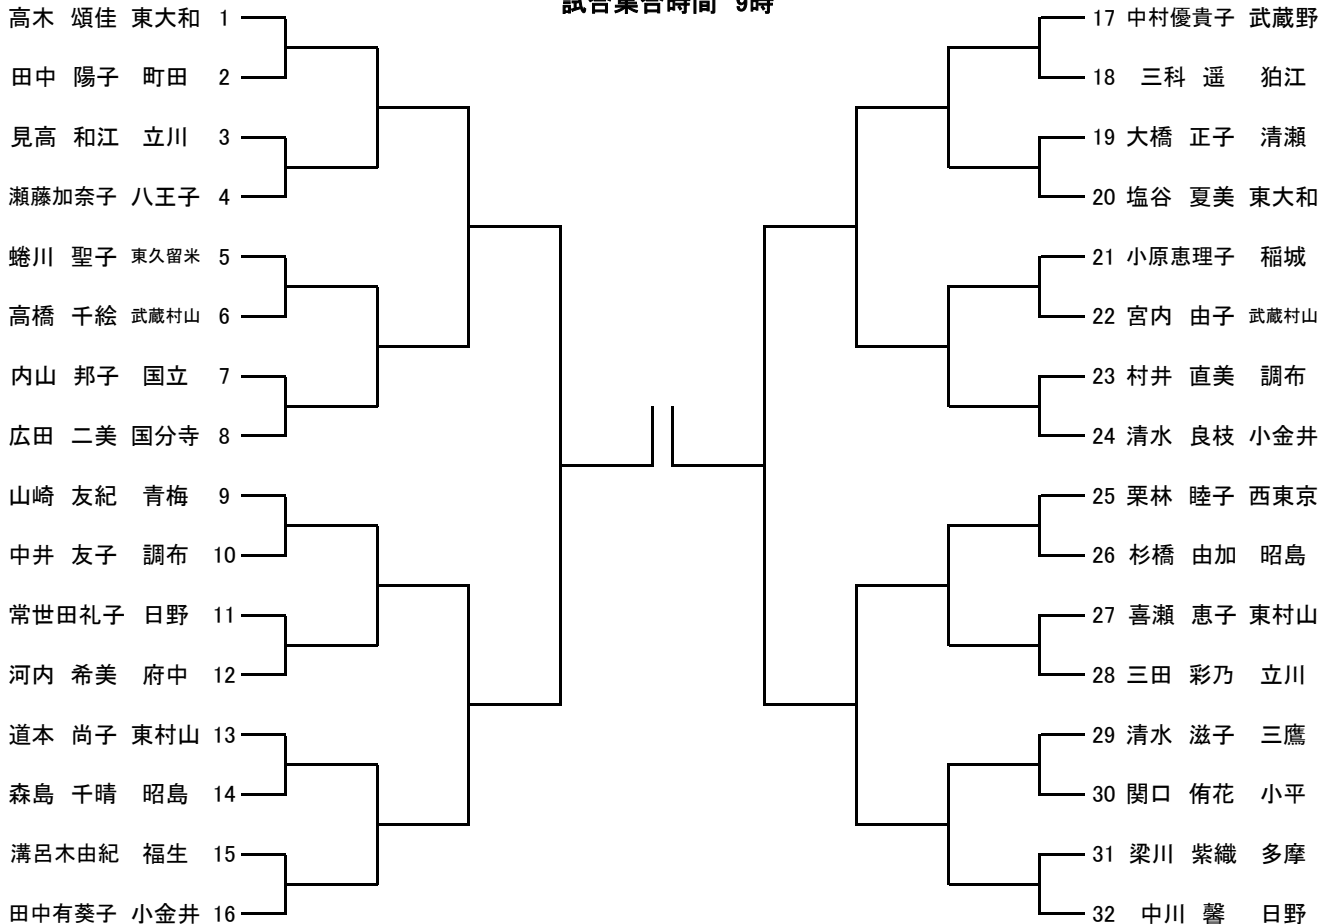 試合集合時間 9時
高木 頌佳 東大和 1
田中 陽子 町田 2
見高 和江 立川 3
瀬藤加奈子 八王子 4
蜷川 聖子 東久留米 5
高橋 千絵 武蔵村山 6
内山 邦子 国立 7
広田 二美 国分寺 8
山崎 友紀 青梅 9
中井 友子 調布 10
常世田礼子 日野 11
河内 希美 府中 12
道本 尚子 東村山 13
森島 千晴 昭島 14
溝呂木由紀 福生 15
田中有葵子 小金井 16
17 中村優貴子 武蔵野
18 三科 遥 狛江
19 大橋 正子 清瀬
20 塩谷 夏美 東大和
21 小原恵理子 稲城
22 宮内 由子 武蔵村山
23 村井 直美 調布
24 清水 良枝 小金井
25 栗林 睦子 西東京
26 杉橋 由加 昭島
27 喜瀬 恵子 東村山
28 三田 彩乃 立川
29 清水 滋子 三鷹
30 関口 侑花 小平
31 梁川 紫織 多摩
32 中川 馨 日野